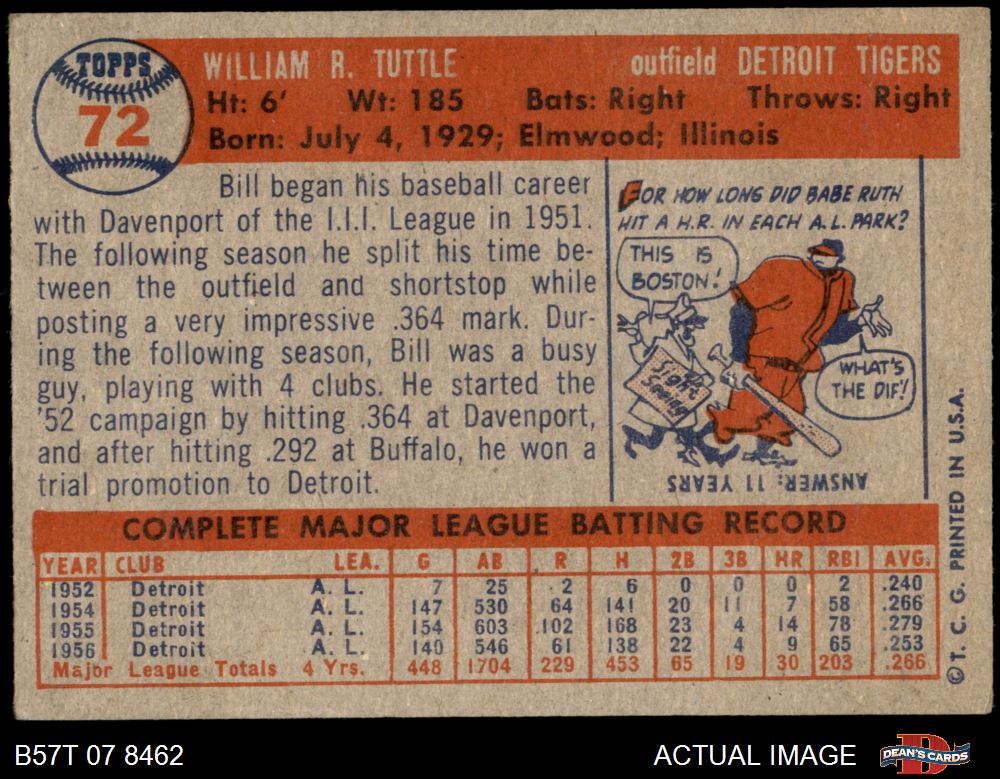 TOPPS
72
WILLIAM R. TUTTLE outfield DETROIT TIGERS
Ht: 6' Wt: 185 Bats: Right Throws: Right
Born: July 4, 1929; Elmwood; Illinois
Bill began his baseball career
with Davenport of the I.I.I. League in 1951.
The following season he split his time be-
tween the outfield and shortstop while
posting a very impressive .364 mark. Dur-
ing the following season, Bill was a busy
guy, playing with 4 clubs. He started the
'52 campaign by hitting .364 at Davenport,
and after hitting .292 at Buffalo, he won a
trial promotion to Detroit.
FOR HOW LONG DID BABE RUTH
HIT A H.R. IN EACH A.L. PARK?
THIS IS
BOSTON!
WHAT'S
THE DIF!
Sight
Seeing
ANSWER: 11 YEARS
COMPLETE MAJOR LEAGUE BATTING RECORD
YEAR CLUB LEA. G AB R H 2B 3B HR RBI AVG.
1952 Detroit A. L. 7 25 2 6 0 0 0 2 .240
1954 Detroit A. L. 147 530 64 141 20 11 7 58 .266
1955 Detroit A. L. 154 603 102 168 23 4 14 78 .279
1956 Detroit A. L. 140 546 61 138 22 4 9 65 .253
Major League Totals 4 Yrs. 448 1704 229 453 65 19 30 203 .266
©T. C. G. PRINTED IN U.S.A.
B57T 07 8462 ACTUAL IMAGE DEAN'S CARDS